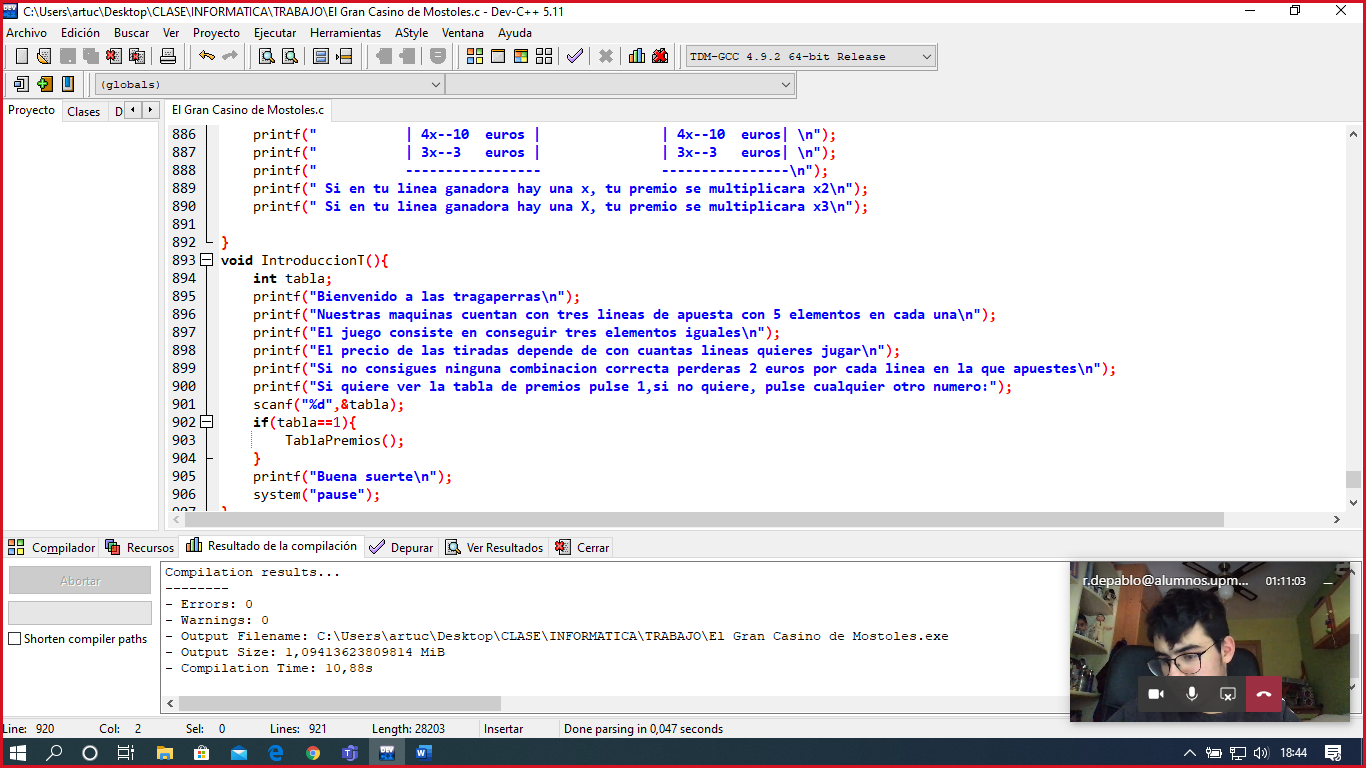 C:\Users\artuc\Desktop\CLASE\INFORMATICA\TRABAJO\El Gran Casino de Mostoles.c - Dev-C++ 5.11
Archivo Edición Buscar Ver Proyecto Ejecutar Herramientas AStyle Ventana Ayuda
TDM-GCC 4.9.2 64-bit Release
(globals)
Proyecto Clases D
El Gran Casino de Mostoles.c
886 printf("           | 4x--10  euros |               | 4x--10  euros| \n");
887 printf("           | 3x--3   euros |               | 3x--3   euros| \n");
888 printf("           -----------------               ----------------\n");
889 printf(" Si en tu linea ganadora hay una x, tu premio se multiplicara x2\n");
890 printf(" Si en tu linea ganadora hay una X, tu premio se multiplicara x3\n");
891
892 }
893 void IntroduccionT(){
894 int tabla;
895 printf("Bienvenido a las tragaperras\n");
896 printf("Nuestras maquinas cuentan con tres lineas de apuesta con 5 elementos en cada una\n");
897 printf("El juego consiste en conseguir tres elementos iguales\n");
898 printf("El precio de las tiradas depende de con cuantas lineas quieres jugar\n");
899 printf("Si no consigues ninguna combinacion correcta perderas 2 euros por cada linea en la que apuestes\n");
900 printf("Si quiere ver la tabla de premios pulse 1,si no quiere, pulse cualquier otro numero:");
901 scanf("%d",&tabla);
902 if(tabla==1){
903 TablaPremios();
904 }
905 printf("Buena suerte\n");
906 system("pause");
907 }
Compilador Recursos Resultado de la compilación Depurar Ver Resultados Cerrar
Abortar
Shorten compiler paths
Compilation results...
--------
- Errors: 0
- Warnings: 0
- Output Filename: C:\Users\artuc\Desktop\CLASE\INFORMATICA\TRABAJO\El Gran Casino de Mostoles.exe
- Output Size: 1,09413623809814 MiB
- Compilation Time: 10,88s
r.depablo@alumnos.upm... 01:11:03
Line: 920 Col: 2 Sel: 0 Lines: 921 Length: 28203 Insertar Done parsing in 0,047 seconds
18:44